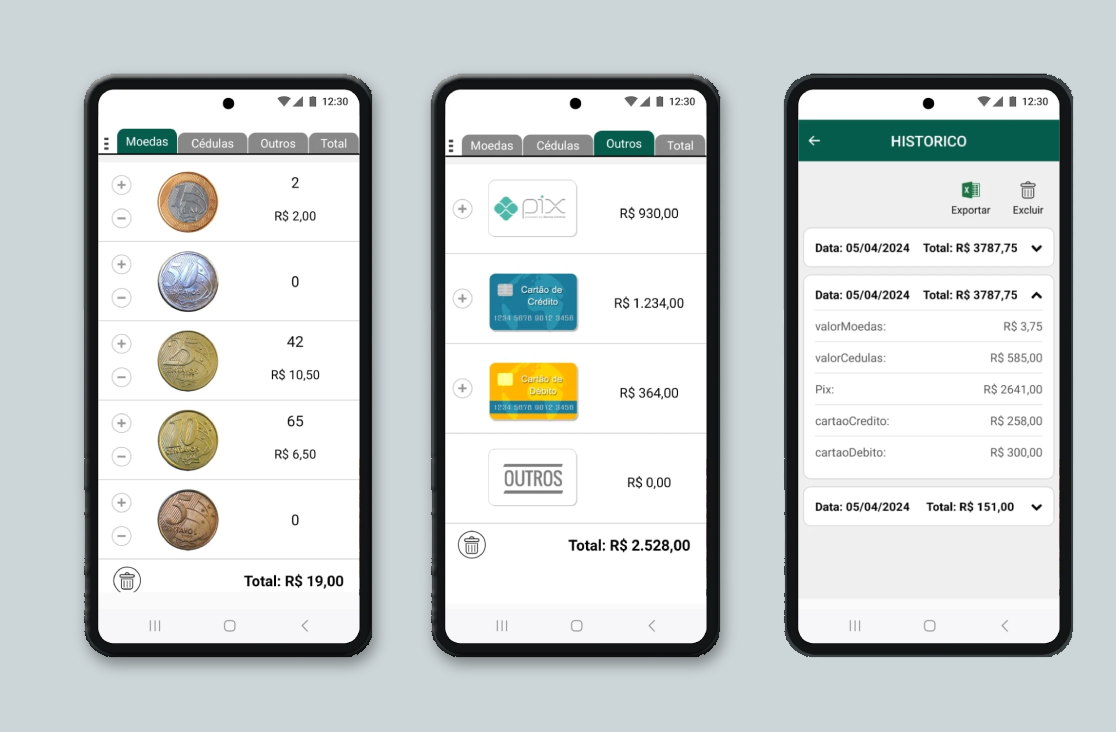 12:30
Moedas
Cédulas
Outros
Total
2
R$ 2,00
0
42
R$ 10,50
65
R$ 6,50
0
Total: R$ 19,00
12:30
Moedas
Cédulas
Outros
Total
pix
R$ 930,00
Cartão de
Crédito
1234 5678 9012 3456
R$ 1.234,00
Cartão de
Débito
1234 5678 9012 3456
R$ 364,00
OUTROS
R$ 0,00
Total: R$ 2.528,00
12:30
HISTORICO
Exportar
Excluir
Data: 05/04/2024 Total: R$ 3787,75
Data: 05/04/2024 Total: R$ 3787,75
valorMoedas: R$ 3,75
valorCedulas: R$ 585,00
Pix: R$ 2641,00
cartaoCredito: R$ 258,00
cartaoDebito: R$ 300,00
Data: 05/04/2024 Total: R$ 151,00